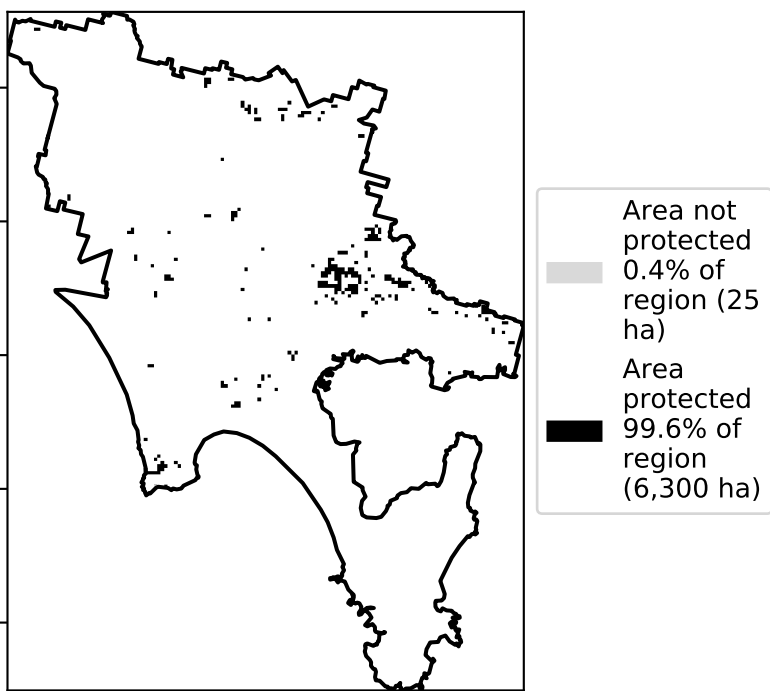 Area not
protected
0.4% of
region (25
ha)
Area
protected
99.6% of
region
(6,300 ha)